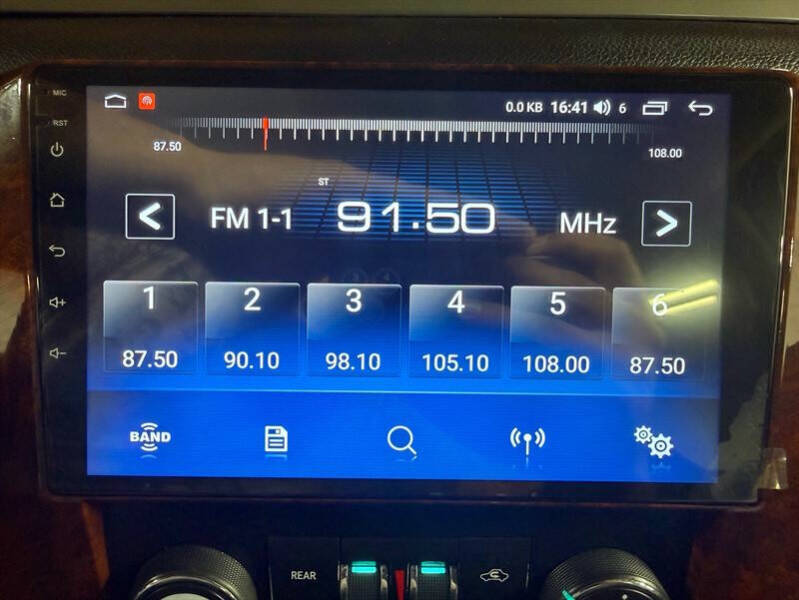 MIC
0.0 KB 16:41 6
RST
87.50
108.00
ST
FM 1-1 91.50 MHz
1 2 3 4 5 6
87.50 90.10 98.10 105.10 108.00 87.50
BAND
REAR